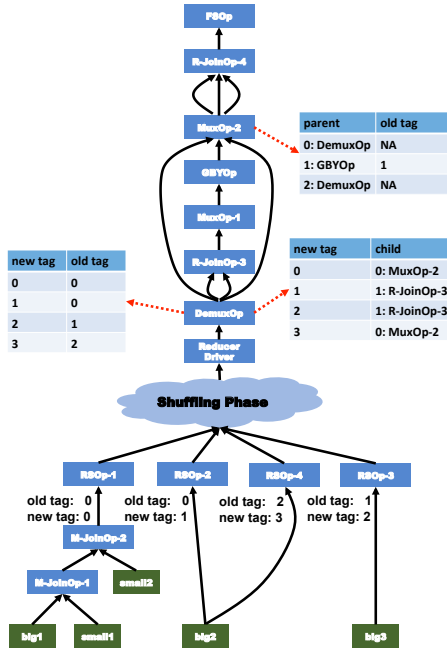 FSOp
R-JoinOp-4
MuxOp-2
parent old tag
0: DemuxOp NA
1: GBYOp 1
2: DemuxOp NA
GBYOp
MuxOp-1
R-JoinOp-3
new tag old tag
0 0
1 0
2 1
3 2
new tag child
0 0: MuxOp-2
1 1: R-JoinOp-3
2 1: R-JoinOp-3
3 0: MuxOp-2
DemuxOp
Reducer
Driver
Shuffling Phase
RSOp-1 RSOp-2 RSOp-4 RSOp-3
old tag: 0 old tag: 0 old tag: 2 old tag: 1
new tag: 0 new tag: 1 new tag: 3 new tag: 2
M-JoinOp-2
M-JoinOp-1 small2
big1 small1 big2 big3